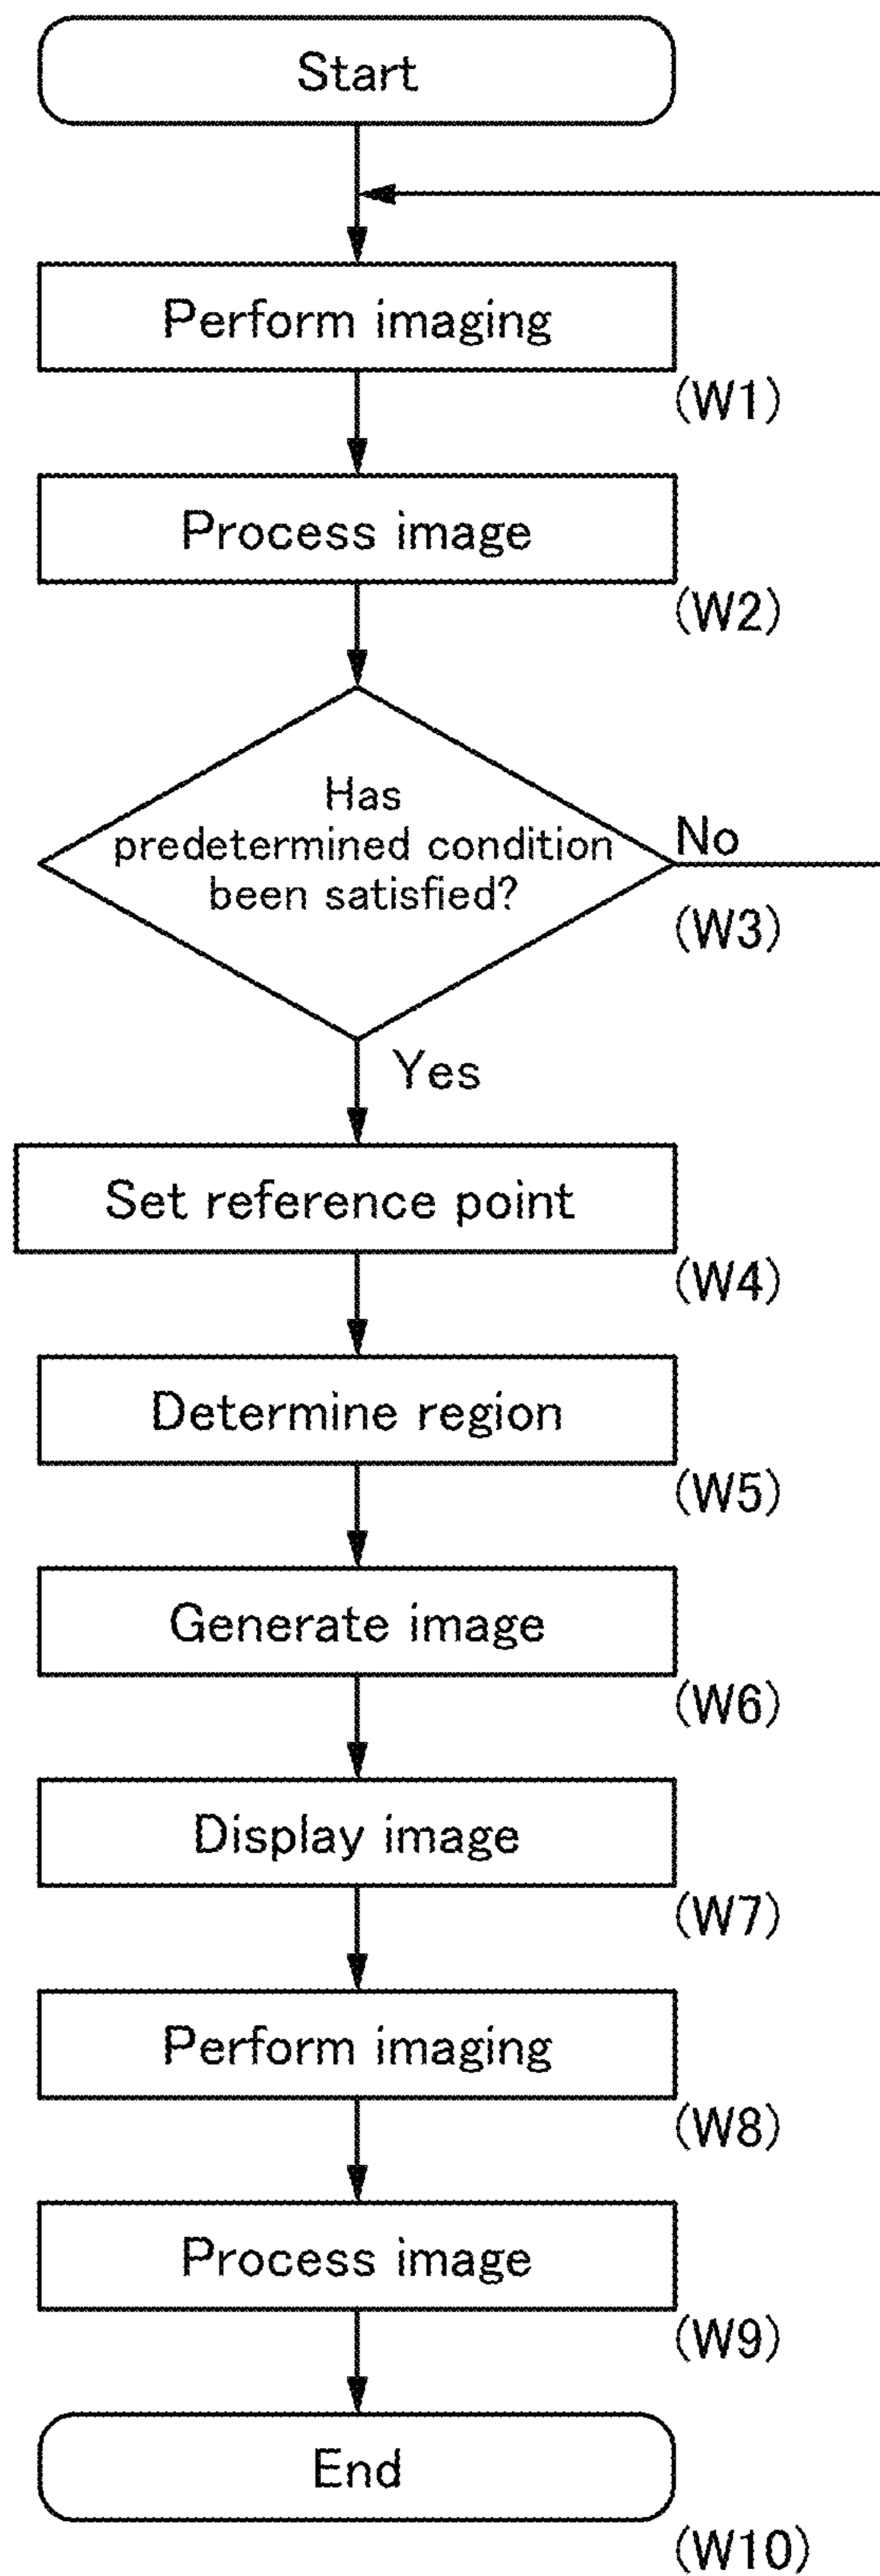 Start
Perform imaging
(W1)
Process image
(W2)
Has
predetermined condition
been satisfied?
No
(W3)
Yes
Set reference point
(W4)
Determine region
(W5)
Generate image
(W6)
Display image
(W7)
Perform imaging
(W8)
Process image
(W9)
End
(W10)